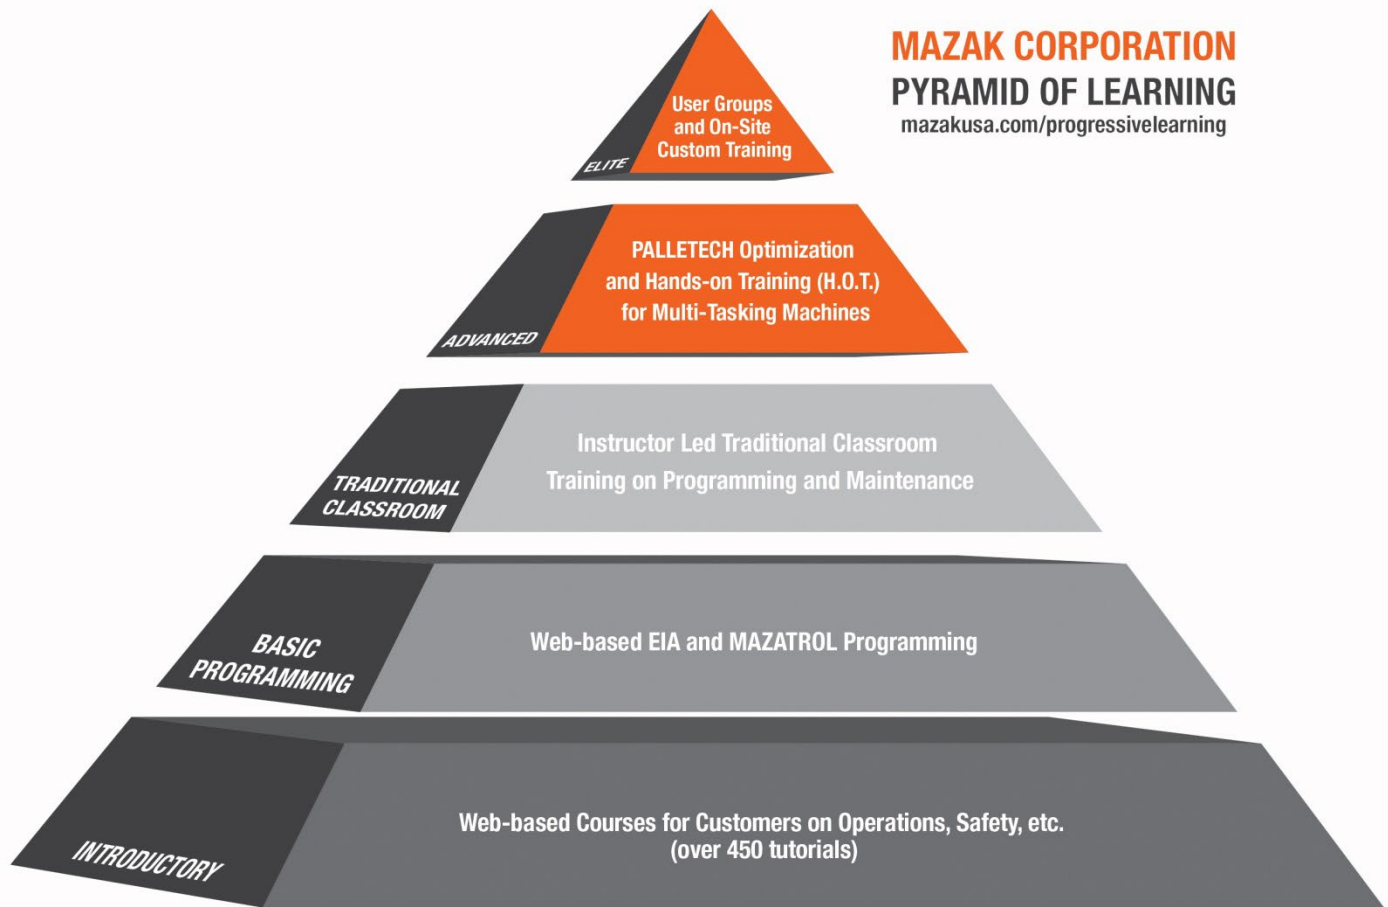 MAZAK CORPORATION
PYRAMID OF LEARNING
mazakusa.com/progressivelearning
User Groups
and On-Site
Custom Training
ELITE
PALLETECH Optimization
and Hands-on Training (H.O.T.)
for Multi-Tasking Machines
ADVANCED
Instructor Led Traditional Classroom
Training on Programming and Maintenance
TRADITIONAL
CLASSROOM
Web-based EIA and MAZATROL Programming
BASIC
PROGRAMMING
Web-based Courses for Customers on Operations, Safety, etc.
(over 450 tutorials)
INTRODUCTORY